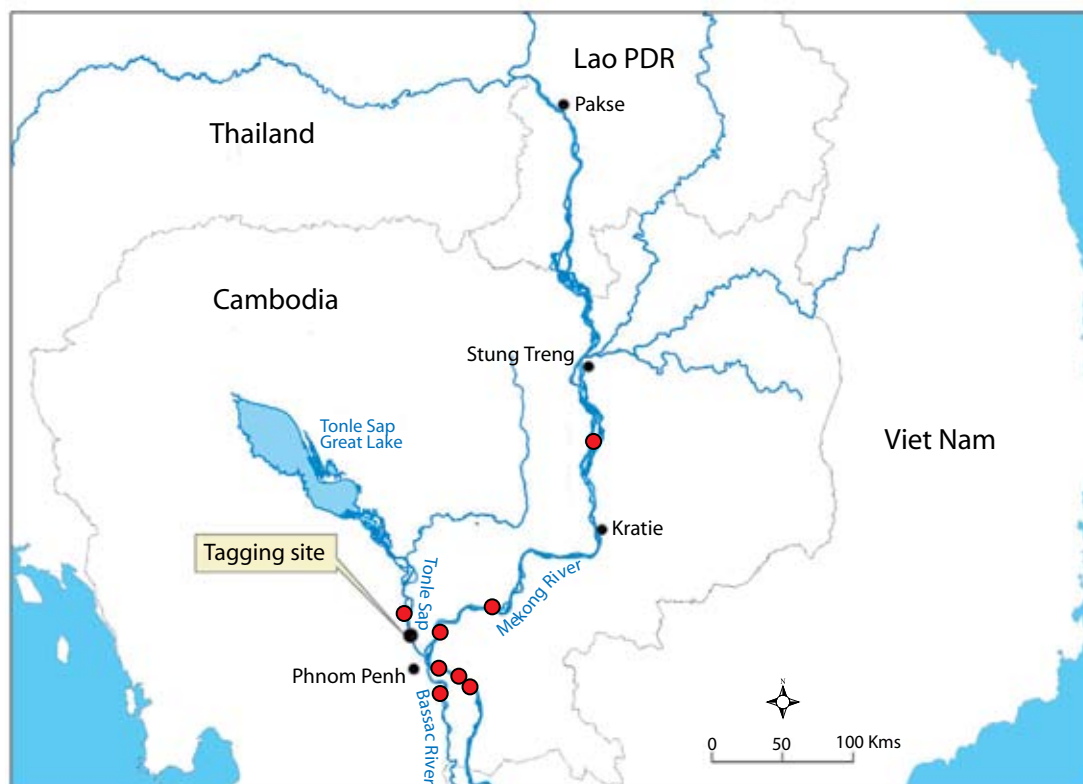 Lao PDR
Pakse
Thailand
Cambodia
Stung Treng
Tonle Sap
Great Lake
Viet Nam
Kratie
Tagging site
Tonle Sap
Mekong River
Phnom Penh
Bassac River
N
0 50 100 Kms